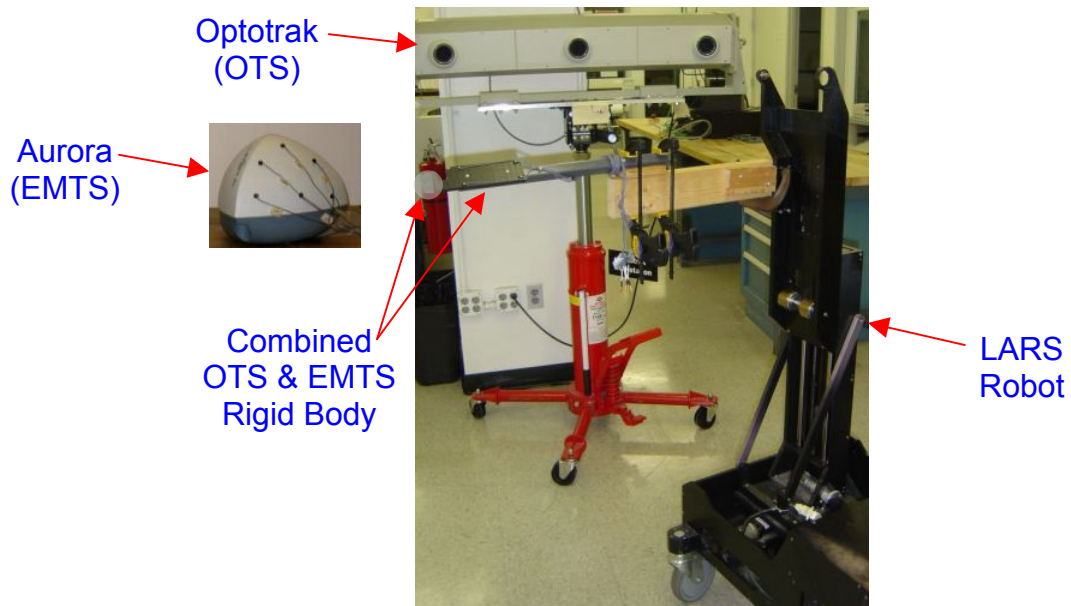 Optotrak
(OTS)
Aurora
(EMTS)
Combined
OTS & EMTS
Rigid Body
LARS
Robot